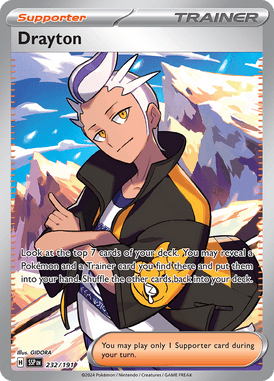 Supporter TRAINER
Drayton
Look at the top 7 cards of your deck. You may reveal a
Pokémon and a Trainer card you find there and put them
into your hand. Shuffle the other cards back into your deck.
Illus. GIDORA
H SSP EN 232/191
You may play only 1 Supporter card during
your turn.
©2024 Pokémon / Nintendo / Creatures / GAME FREAK